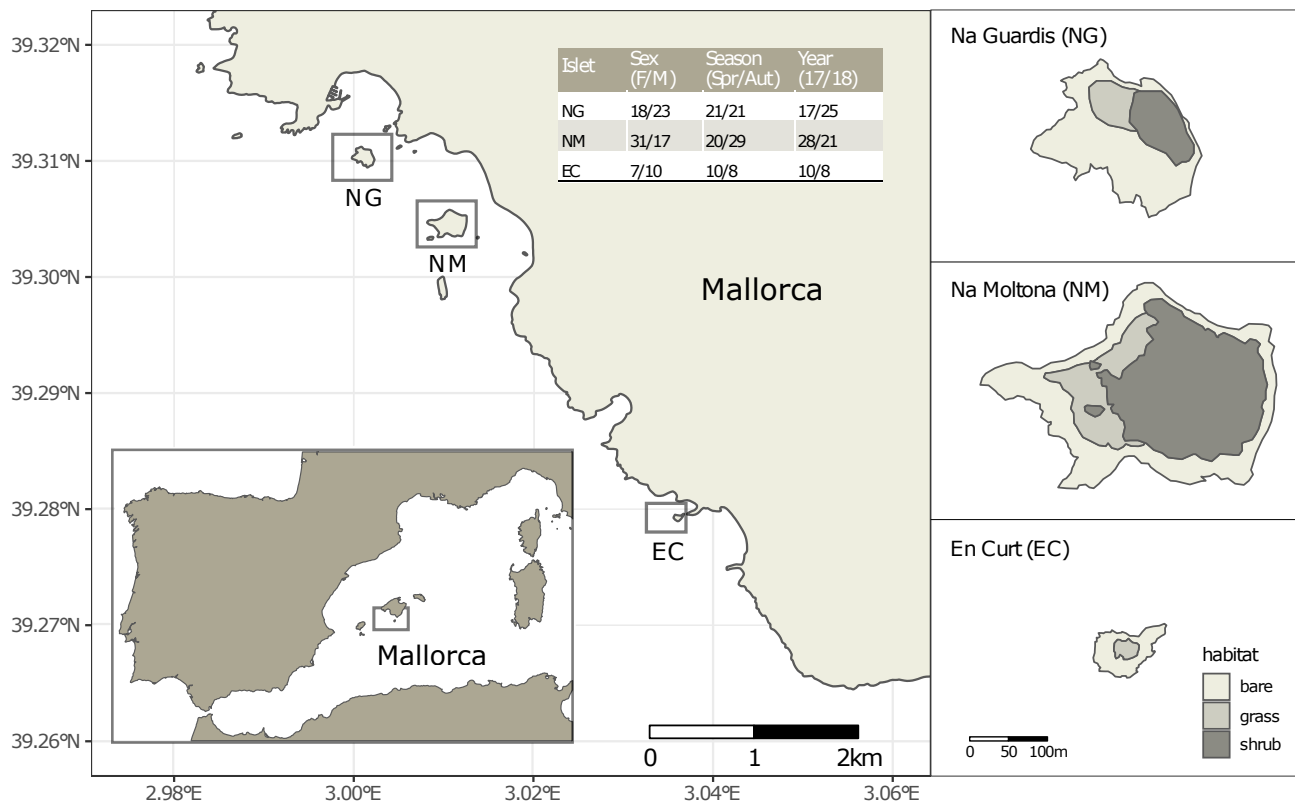 39.32°N
39.31°N
39.30°N
39.29°N
39.28°N
39.27°N
39.26°N
2.98°E
3.00°E
3.02°E
3.04°E
3.06°E
Islet Sex (F/M) Season (Spr/Aut) Year (17/18)
NG 18/23 21/21 17/25
NM 31/17 20/29 28/21
EC 7/10 10/8 10/8
NG
NM
Mallorca
EC
Mallorca
0 1 2km
Na Guardis (NG)
Na Moltona (NM)
En Curt (EC)
habitat
bare
grass
shrub
0 50 100m